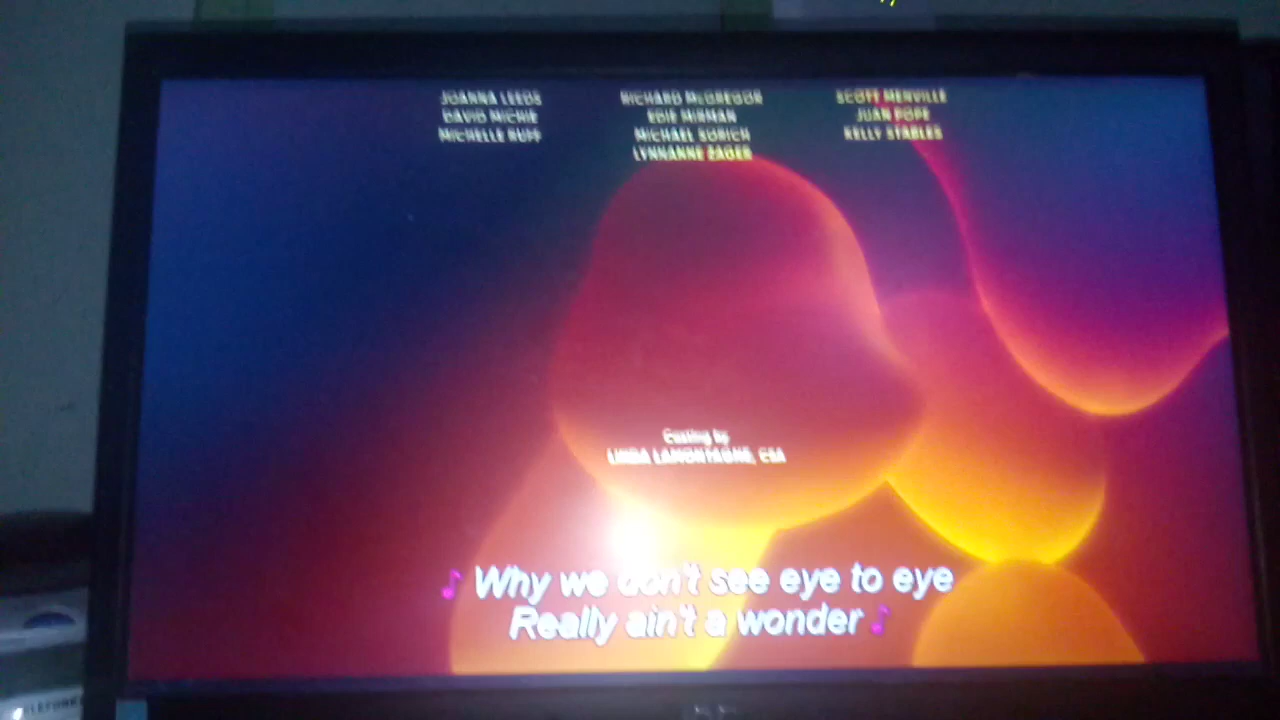 JOANNA LEEDS
DAVID MICHIE
MICHELLE RUFF
RICHARD McGREGOR
EDIE MIRMAN
MICHAEL SORICH
LYNNANNE ZAGER
SCOTT MENVILLE
JUAN POPE
KELLY STABLES
Casting by
LINDA LAMONTAGNE, CSA
♪ Why we don't see eye to eye
Really ain't a wonder ♪